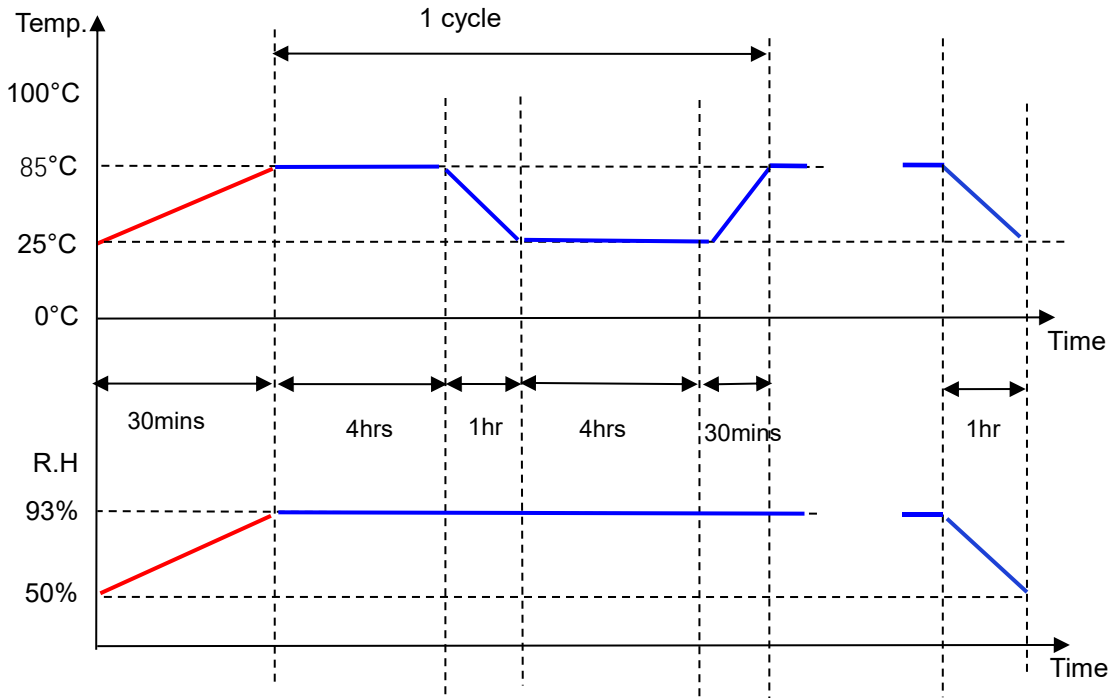 1 cycle
Temp.
100°C
85°C
25°C
0°C
Time
30mins
4hrs
1hr
4hrs
30mins
1hr
R.H
93%
50%
Time